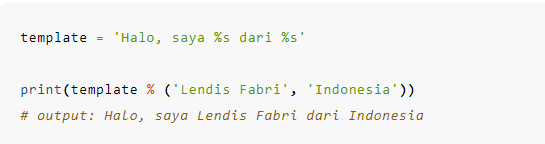 template = 'Halo, saya %s dari %s'
print(template % ('Lendis Fabri', 'Indonesia'))
# output: Halo, saya Lendis Fabri dari Indonesia